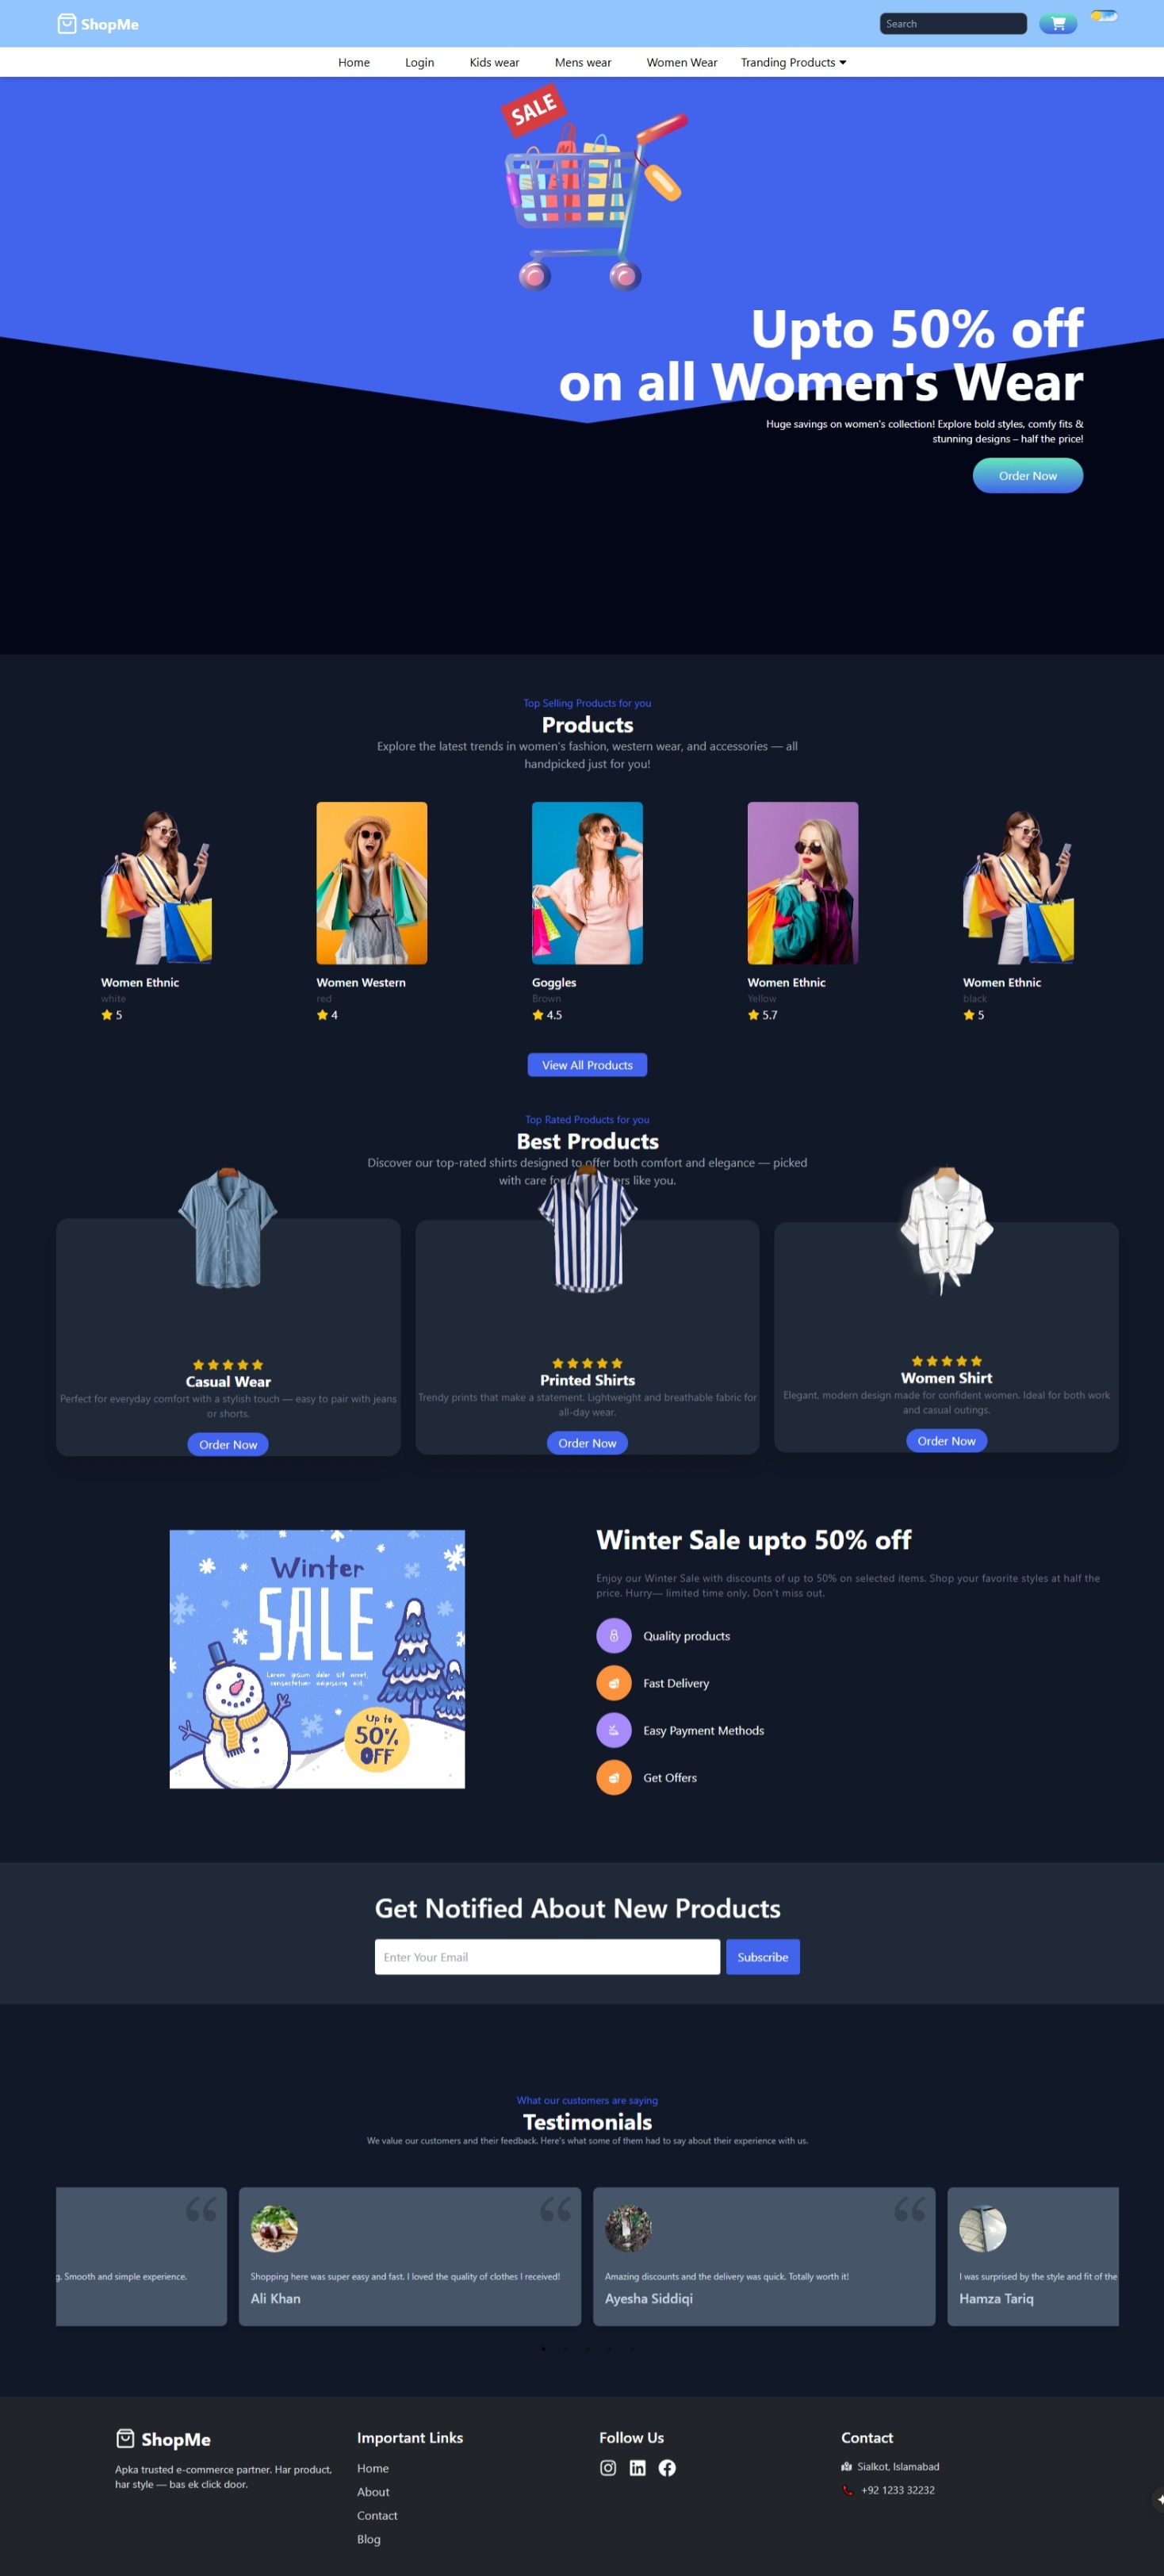 ShopMe
Search
Home
Login
Kids wear
Mens wear
Women Wear
Tranding Products
SALE
Upto 50% off
on all Women's Wear
Huge savings on women's collection! Explore bold styles, comfy fits &
stunning designs – half the price!
Order Now
Top Selling Products for you
Products
Explore the latest trends in women's fashion, western wear, and accessories — all
handpicked just for you!
Women Ethnic
white
5
Women Western
red
4
Goggles
Brown
4.5
Women Ethnic
Yellow
5.7
Women Ethnic
black
5
View All Products
Top Rated Products for you
Best Products
Discover our top-rated shirts designed to offer both comfort and elegance — picked
with care like you.
Casual Wear
Perfect for everyday comfort with a stylish touch — easy to pair with jeans
or shorts.
Order Now
Printed Shirts
Trendy prints that make a statement. Lightweight and breathable fabric for
all-day wear.
Order Now
Women Shirt
Elegant, modern design made for confident women. Ideal for both work
and casual outings.
Order Now
Winter
SALE
Lorem ipsum dolor sit amet,
consectetuer adipiscing elit.
Up to
50%
OFF
Winter Sale upto 50% off
Enjoy our Winter Sale with discounts of up to 50% on selected items. Shop your favorite styles at half the
price. Hurry— limited time only. Don't miss out.
Quality products
Fast Delivery
Easy Payment Methods
Get Offers
Get Notified About New Products
Enter Your Email
Subscribe
What our customers are saying
Testimonials
We value our customers and their feedback. Here's what some of them had to say about their experience with us.
g. Smooth and simple experience.
Shopping here was super easy and fast. I loved the quality of clothes I received!
Ali Khan
Amazing discounts and the delivery was quick. Totally worth it!
Ayesha Siddiqi
I was surprised by the style and fit of the
Hamza Tariq
ShopMe
Apka trusted e-commerce partner. Har product,
har style — bas ek click door.
Important Links
Home
About
Contact
Blog
Follow Us
Contact
Sialkot, Islamabad
+92 1233 32232